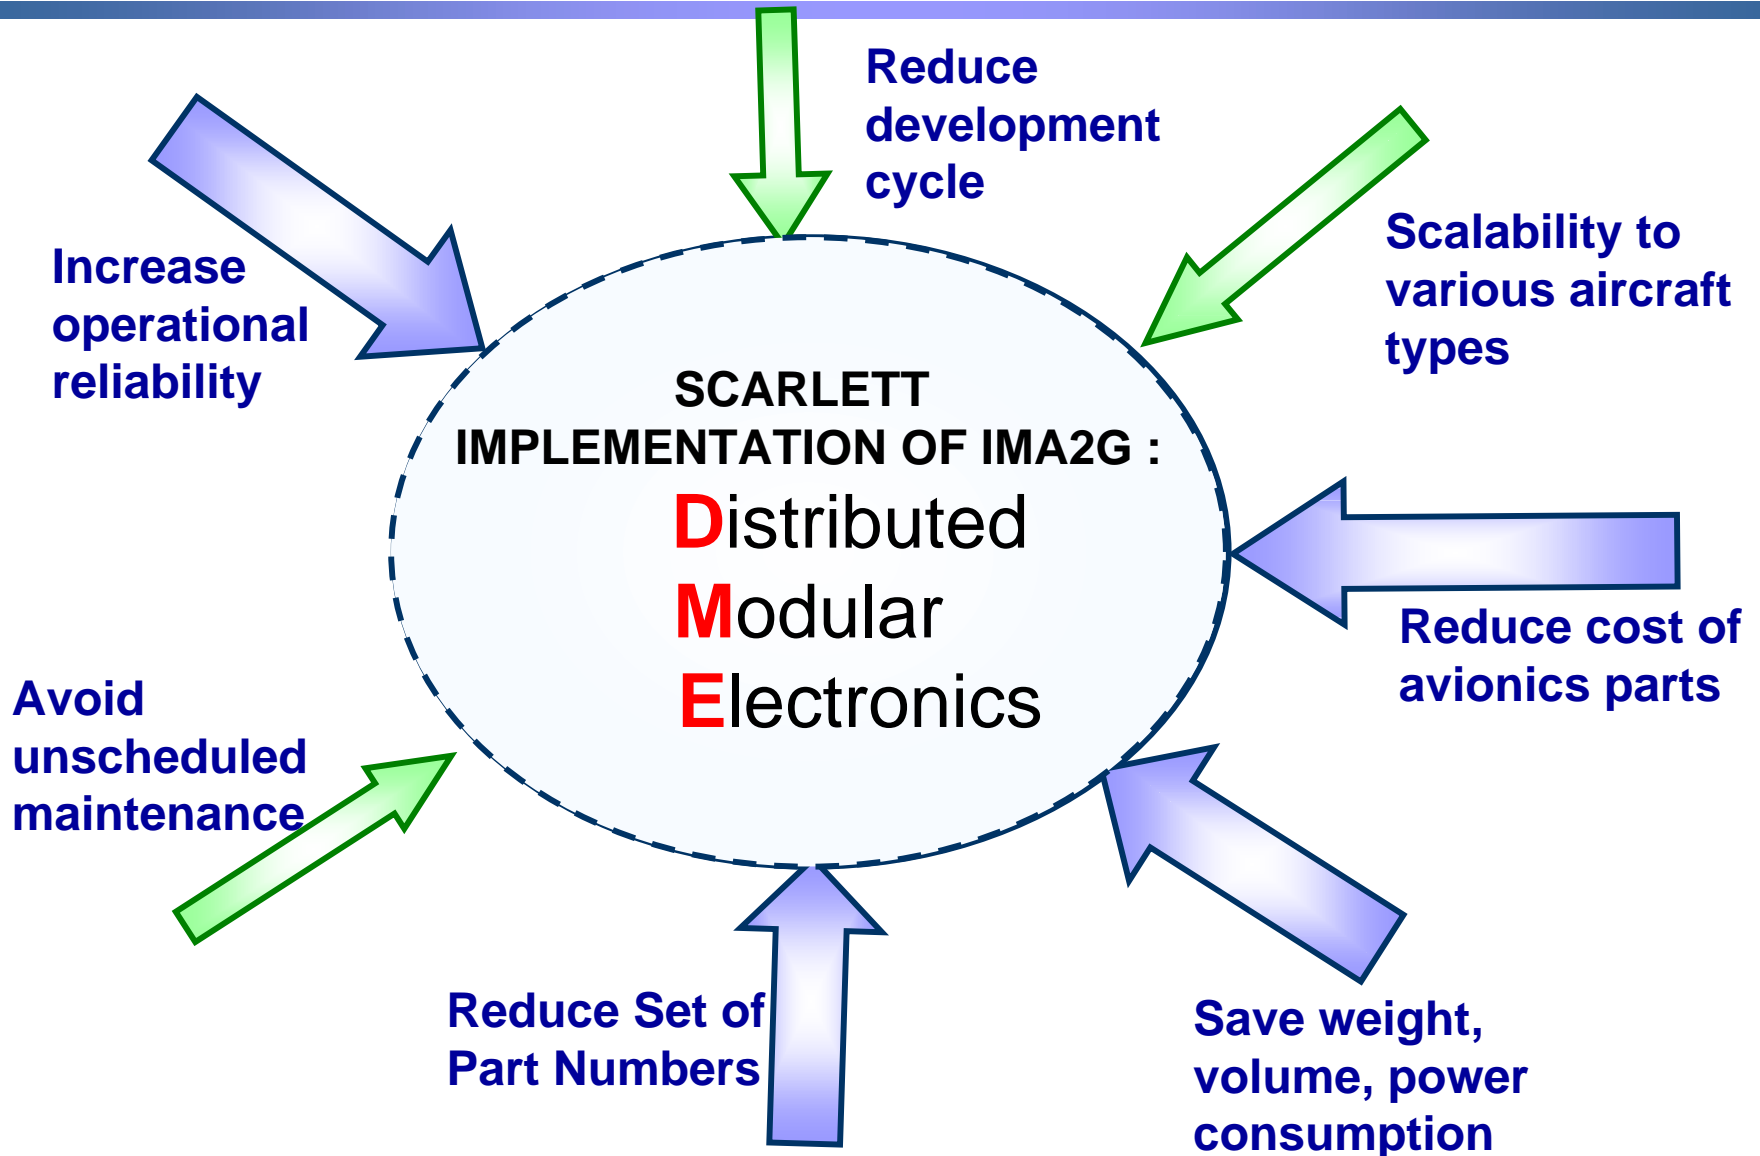 Reduce
development
cycle
Scalability to
various aircraft
types
Increase
operational
reliability
SCARLETT
IMPLEMENTATION OF IMA2G :
Distributed
Modular
Electronics
Reduce cost of
avionics parts
Avoid
unscheduled
maintenance
Reduce Set of
Part Numbers
Save weight,
volume, power
consumption